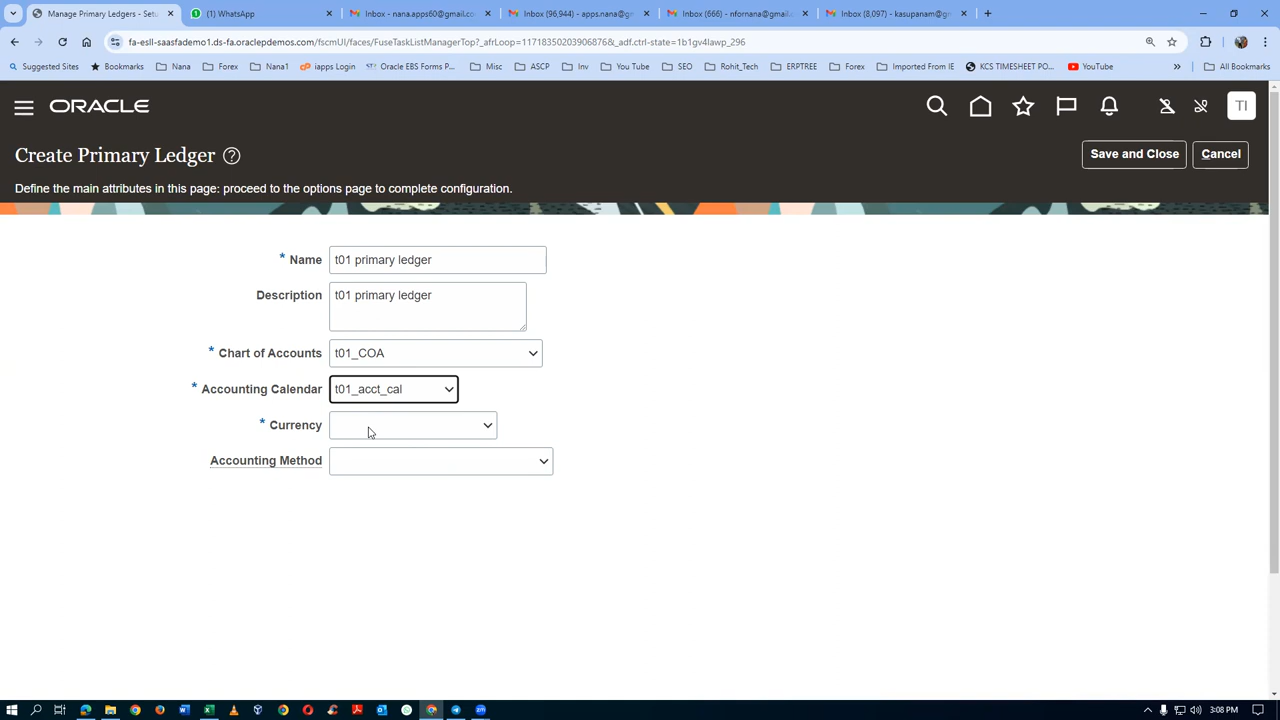 Manage Primary Ledgers - Setu
(1) WhatsApp
Inbox - nana.apps60@gmail.co
Inbox (96,944) - apps.nana@g
Inbox (666) - nfornana@gmail.c
Inbox (8,097) - kasupanam@g
fa-esll-saasfademo1.ds-fa.oraclepdemos.com/fscmUI/faces/FuseTaskListManagerTop?_afrLoop=1171835023906876&_adf.ctrl-state=1b1gv4lawp_296
Suggested Sites
Bookmarks
Nana
Forex
Nana1
iapps Login
Oracle EBS Forms P...
Misc
ASCP
Inv
You Tube
SEO
Rohit_Tech
Forex
Imported From IE
KCS TIMESHEET PO...
YouTube
»
All Bookmarks
ORACLE
TI
Create Primary Ledger ?
Save and Close
Cancel
Define the main attributes in this page: proceed to the options page to complete configuration.
* Name t01 primary ledger
Description t01 primary ledger
* Chart of Accounts t01_COA
* Accounting Calendar t01_acct_cal
* Currency
Accounting Method
3:08 PM